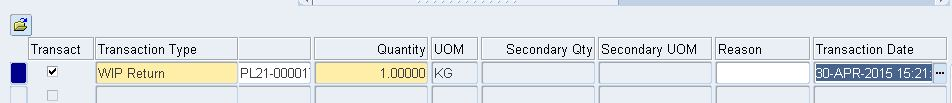 Transact Transaction Type Quantity UOM Secondary Qty Secondary UOM Reason Transaction Date
WIP Return PL21-00001 1.00000 KG 30-APR-2015 15:21: